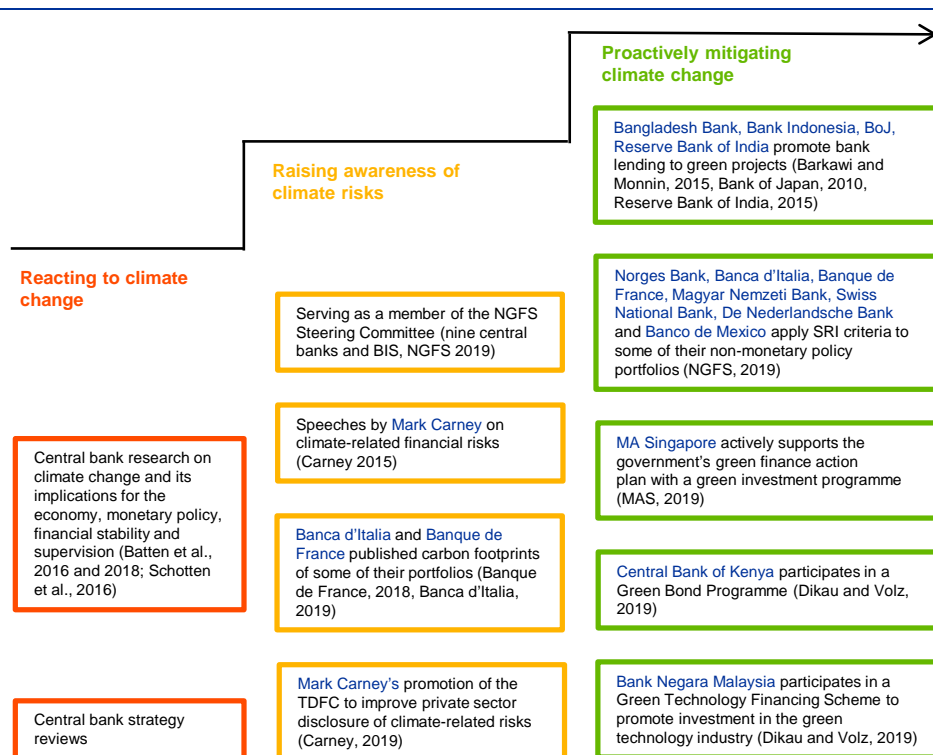 Reacting to climate
change
Central bank research on
climate change and its
implications for the
economy, monetary policy,
financial stability and
supervision (Batten et al.,
2016 and 2018; Schotten
et al., 2016)
Central bank strategy
reviews
Raising awareness of
climate risks
Serving as a member of the NGFS
Steering Committee (nine central
banks and BIS, NGFS 2019)
Speeches by Mark Carney on
climate-related financial risks
(Carney 2015)
Banca d’Italia and Banque de
France published carbon footprints
of some of their portfolios (Banque
de France, 2018, Banca d’Italia,
2019)
Mark Carney’s promotion of the
TDFC to improve private sector
disclosure of climate-related risks
(Carney, 2019)
Proactively mitigating
climate change
Bangladesh Bank, Bank Indonesia, BoJ,
Reserve Bank of India promote bank
lending to green projects (Barkawi and
Monnin, 2015, Bank of Japan, 2010,
Reserve Bank of India, 2015)
Norges Bank, Banca d’Italia, Banque de
France, Magyar Nemzeti Bank, Swiss
National Bank, De Nederlandsche Bank
and Banco de Mexico apply SRI criteria to
some of their non-monetary policy
portfolios (NGFS, 2019)
MA Singapore actively supports the
government’s green finance action
plan with a green investment programme
(MAS, 2019)
Central Bank of Kenya participates in a
Green Bond Programme (Dikau and Volz,
2019)
Bank Negara Malaysia participates in a
Green Technology Financing Scheme to
promote investment in the green
technology industry (Dikau and Volz, 2019)